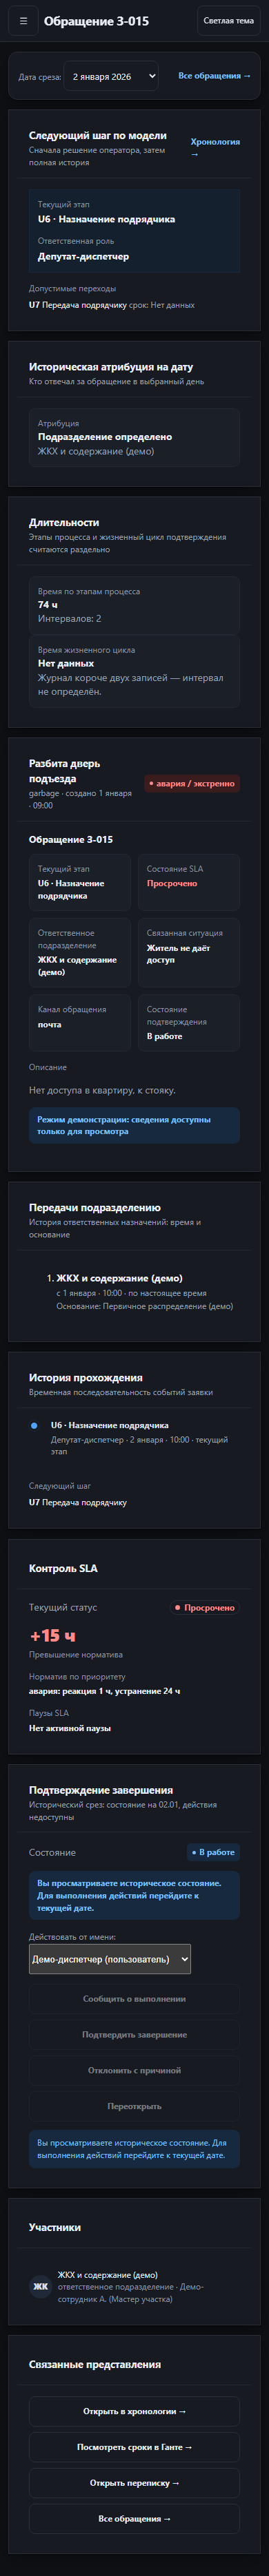 ☰ Обращение 3-015 Светлая тема
Дата среза: 2 января 2026 Все обращения →
Следующий шаг по модели
Сначала решение оператора, затем
полная история
Хронология
→
Текущий этап
U6 · Назначение подрядчика
Ответственная роль
Депутат-диспетчер
Допустимые переходы
U7 Передача подрядчику срок: Нет данных
Историческая атрибуция на дату
Кто отвечал за обращение в выбранный день
Атрибуция
Подразделение определено
ЖКХ и содержание (демо)
Длительности
Этапы процесса и жизненный цикл подтверждения
считаются раздельно
Время по этапам процесса
74 ч
Интервалов: 2
Время жизненного цикла
Нет данных
Журнал короче двух записей — интервал
не определён.
Разбита дверь
подъезда
garbage · создано 1 января
· 09:00
авария / экстренно
Обращение 3-015
Текущий этап
U6 · Назначение
подрядчика
Состояние SLA
Просрочено
Ответственное
подразделение
ЖКХ и содержание
(демо)
Связанная ситуация
Житель не даёт
доступ
Канал обращения
почта
Состояние
подтверждения
В работе
Описание
Нет доступа в квартиру, к стояку.
Режим демонстрации: сведения доступны
только для просмотра
Передачи подразделению
История ответственных назначений: время и
основание
1. ЖКХ и содержание (демо)
с 1 января · 10:00 · по настоящее время
Основание: Первичное распределение (демо)
История прохождения
Временная последовательность событий заявки
U6 · Назначение подрядчика
Депутат-диспетчер · 2 января · 10:00 · текущий
этап
Следующий шаг
U7 Передача подрядчику
Контроль SLA
Текущий статус Просрочено
+15 ч
Превышение норматива
Норматив по приоритету
авария: реакция 1 ч, устранение 24 ч
Паузы SLA
Нет активной паузы
Подтверждение завершения
Исторический срез: состояние на 02.01, действия
недоступны
Состояние В работе
Вы просматриваете историческое состояние.
Для выполнения действий перейдите к
текущей дате.
Действовать от имени:
Демо-диспетчер (пользователь)
Сообщить о выполнении
Подтвердить завершение
Отклонить с причиной
Переоткрыть
Вы просматриваете историческое состояние. Для
выполнения действий перейдите к текущей дате.
Участники
ЖК
ЖКХ и содержание (демо)
ответственное подразделение · Демо-
сотрудник А. (Мастер участка)
Связанные представления
Открыть в хронологии →
Посмотреть сроки в Ганте →
Открыть переписку →
Все обращения →